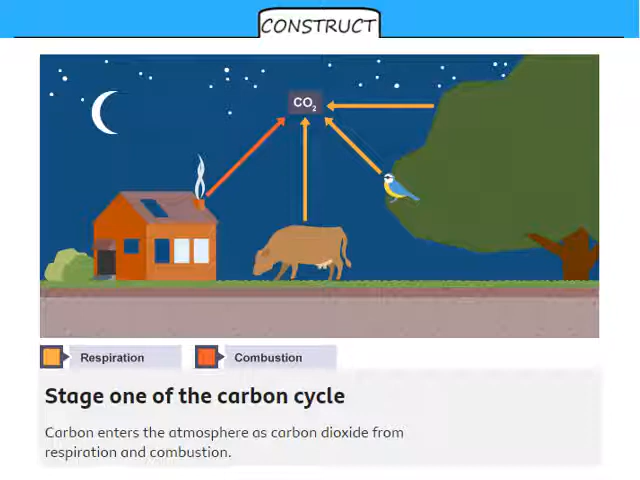 CONSTRUCT
CO₂
Respiration
Combustion
Stage one of the carbon cycle
Carbon enters the atmosphere as carbon dioxide from
respiration and combustion.